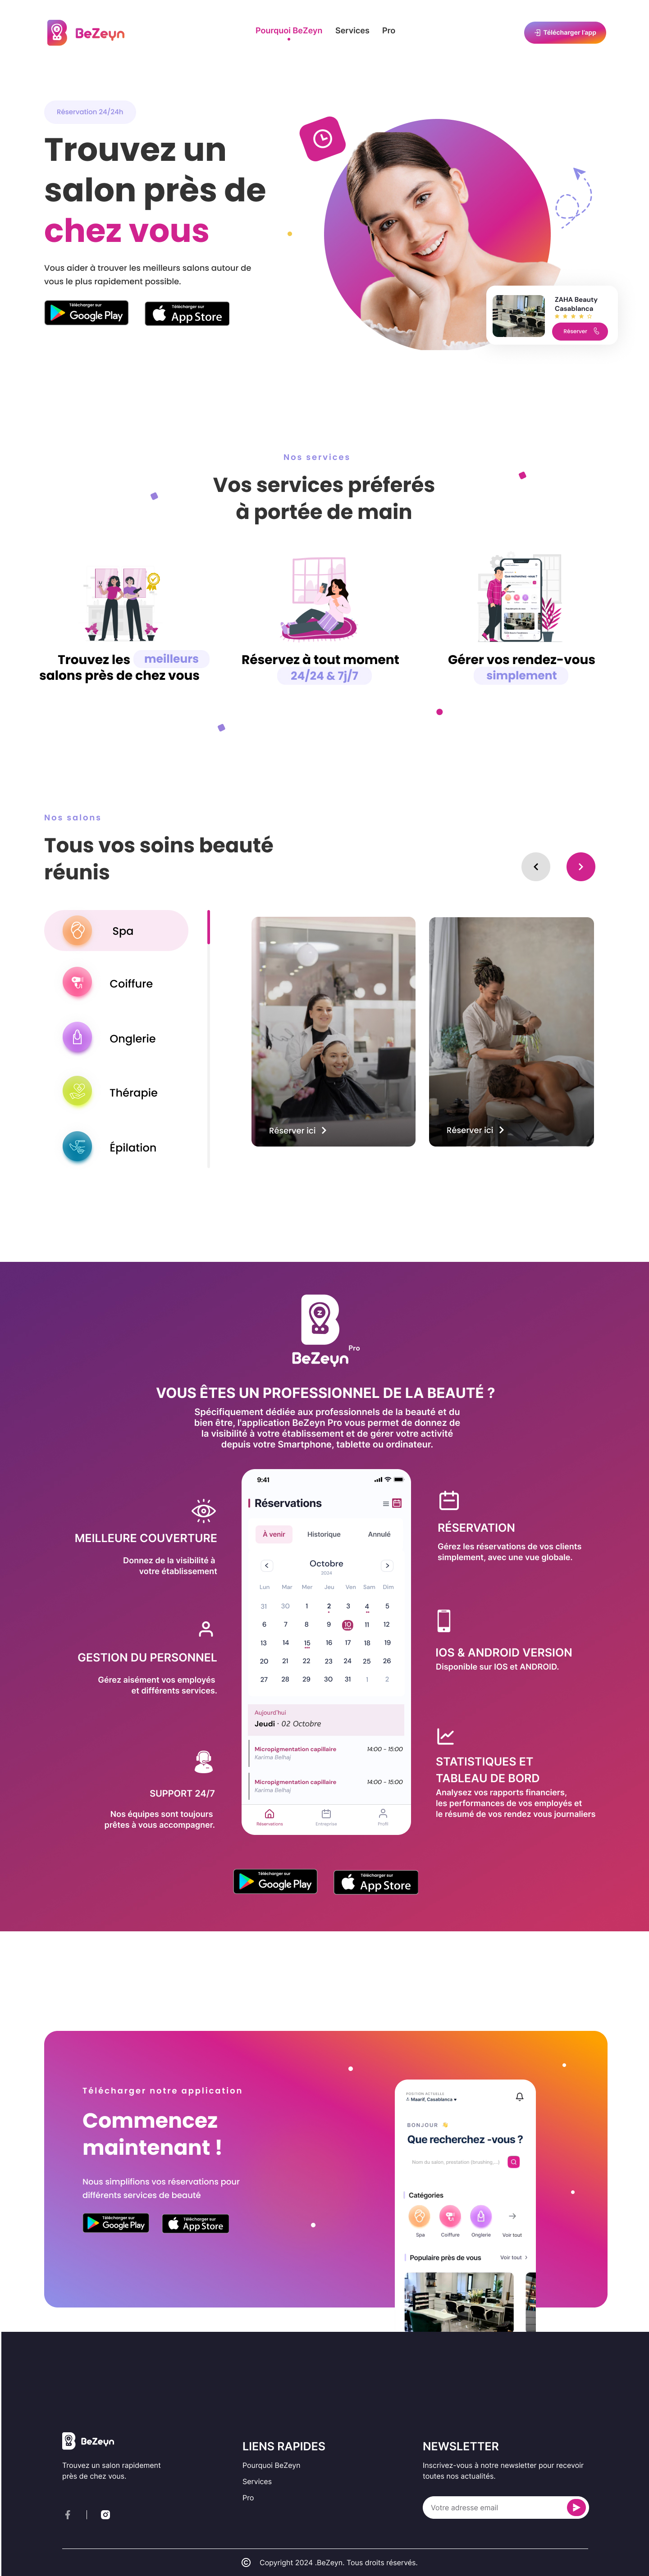 BeZeyn
Pourquoi BeZeyn
Services
Pro
Télécharger l'app
Réservation 24/24h
Trouvez un
salon près de
chez vous
Vous aider à trouver les meilleurs salons autour de
vous le plus rapidement possible.
Télécharger sur
Google Play
Télécharger sur
App Store
ZAHA Beauty
Casablanca
Réserver
Nos services
Vos services préferés
à portée de main
Trouvez les meilleurs
salons près de chez vous
Réservez à tout moment
24/24 & 7j/7
Gérer vos rendez-vous
simplement
Nos salons
Tous vos soins beauté
réunis
Spa
Coiffure
Onglerie
Thérapie
Épilation
Réserver ici
Réserver ici
BeZeyn Pro
VOUS ÊTES UN PROFESSIONNEL DE LA BEAUTÉ ?
Spécifiquement dédiée aux professionnels de la beauté et du
bien être, l'application BeZeyn Pro vous permet de donnez de
la visibilité à votre établissement et de gérer votre activité
depuis votre Smartphone, tablette ou ordinateur.
MEILLEURE COUVERTURE
Donnez de la visibilité à
votre établissement
GESTION DU PERSONNEL
Gérez aisément vos employés
et différents services.
SUPPORT 24/7
Nos équipes sont toujours
prêtes à vous accompagner.
9:41
Réservations
À venir
Historique
Annulé
Octobre
2024
Lun Mar Mer Jeu Ven Sam Dim
31 30 1 2 3 4 5
6 7 8 9 10 11 12
13 14 15 16 17 18 19
20 21 22 23 24 25 26
27 28 29 30 31 1 2
Aujourd'hui
Jeudi · 02 Octobre
Micropigmentation capillaire 14:00 - 15:00
Karima Belhaj
Micropigmentation capillaire 14:00 - 15:00
Karima Belhaj
Réservations
Entreprise
Profil
RÉSERVATION
Gérez les réservations de vos clients
simplement, avec une vue globale.
IOS & ANDROID VERSION
Disponible sur IOS et ANDROID.
STATISTIQUES ET
TABLEAU DE BORD
Analysez vos rapports financiers,
les performances de vos employés et
le résumé de vos rendez vous journaliers
Télécharger sur
Google Play
Télécharger sur
App Store
Télécharger notre application
Commencez
maintenant !
Nous simplifions vos réservations pour
différents services de beauté
Télécharger sur
Google Play
Télécharger sur
App Store
POSITION ACTUELLE
Maarif, Casablanca
BONJOUR 👋
Que recherchez -vous ?
Nom du salon, prestation (brushing,...)
Catégories
Spa
Coiffure
Onglerie
Voir tout
Populaire près de vous
Voir tout
BeZeyn
Trouvez un salon rapidement
près de chez vous.
LIENS RAPIDES
Pourquoi BeZeyn
Services
Pro
NEWSLETTER
Inscrivez-vous à notre newsletter pour recevoir
toutes nos actualités.
Votre adresse email
© Copyright 2024 .BeZeyn. Tous droits réservés.